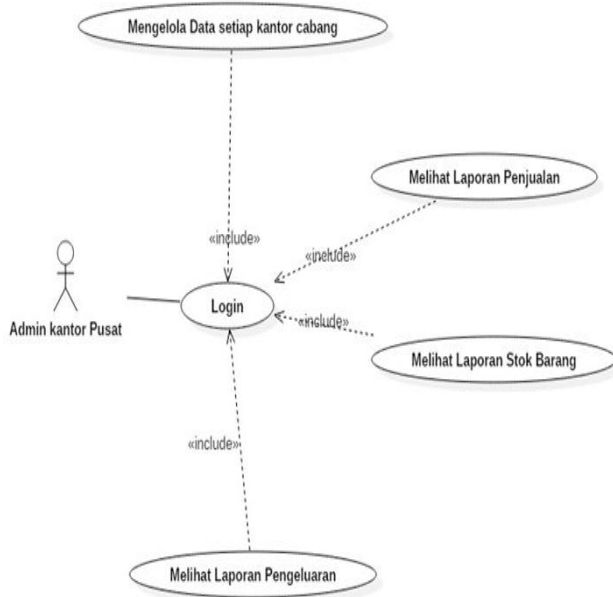 Mengelola Data setiap kantor cabang
Melihat Laporan Penjualan
«include»
«include»
Login
Admin kantor Pusat
«include»
Melihat Laporan Stok Barang
«include»
Melihat Laporan Pengeluaran